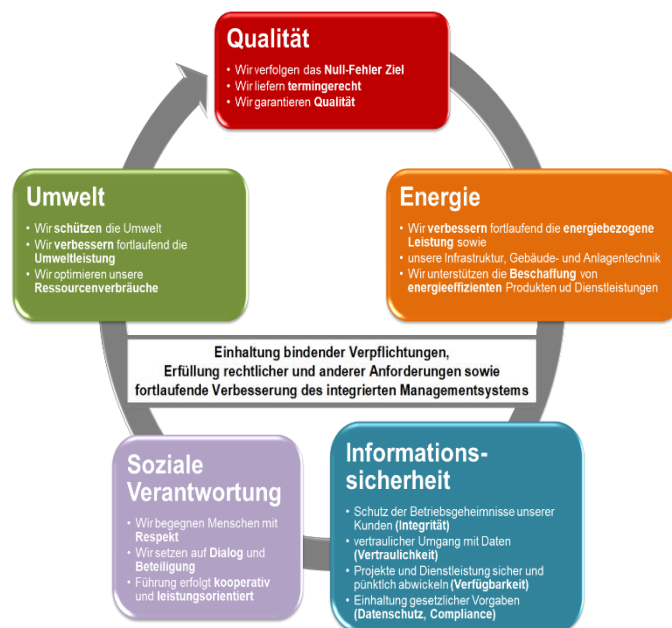 Qualität
• Wir verfolgen das Null-Fehler Ziel
• Wir liefern termingerecht
• Wir garantieren Qualität
Umwelt
• Wir schützen die Umwelt
• Wir verbessern fortlaufend die
Umweltleistung
• Wir optimieren unsere
Ressourcenverbräuche
Energie
• Wir verbessern fortlaufend die energiebezogene
Leistung sowie
• unsere Infrastruktur, Gebäude- und Anlagentechnik
• Wir unterstützen die Beschaffung von
energieeffizienten Produkten ud Dienstleistungen
Einhaltung bindender Verpflichtungen,
Erfüllung rechtlicher und anderer Anforderungen sowie
fortlaufende Verbesserung des integrierten Managementsystems
Soziale
Verantwortung
• Wir begegnen Menschen mit
Respekt
• Wir setzen auf Dialog und
Beteiligung
• Führung erfolgt kooperativ
und leistungsorientiert
Informations-
sicherheit
• Schutz der Betriebsgeheimnisse unserer
Kunden (Integrität)
• vertraulicher Umgang mit Daten
(Vertraulichkeit)
• Projekte und Dienstleistung sicher und
pünktlch abwickeln (Verfügbarkeit)
• Einhaltung gesetzlicher Vorgaben
(Datenschutz, Compliance)